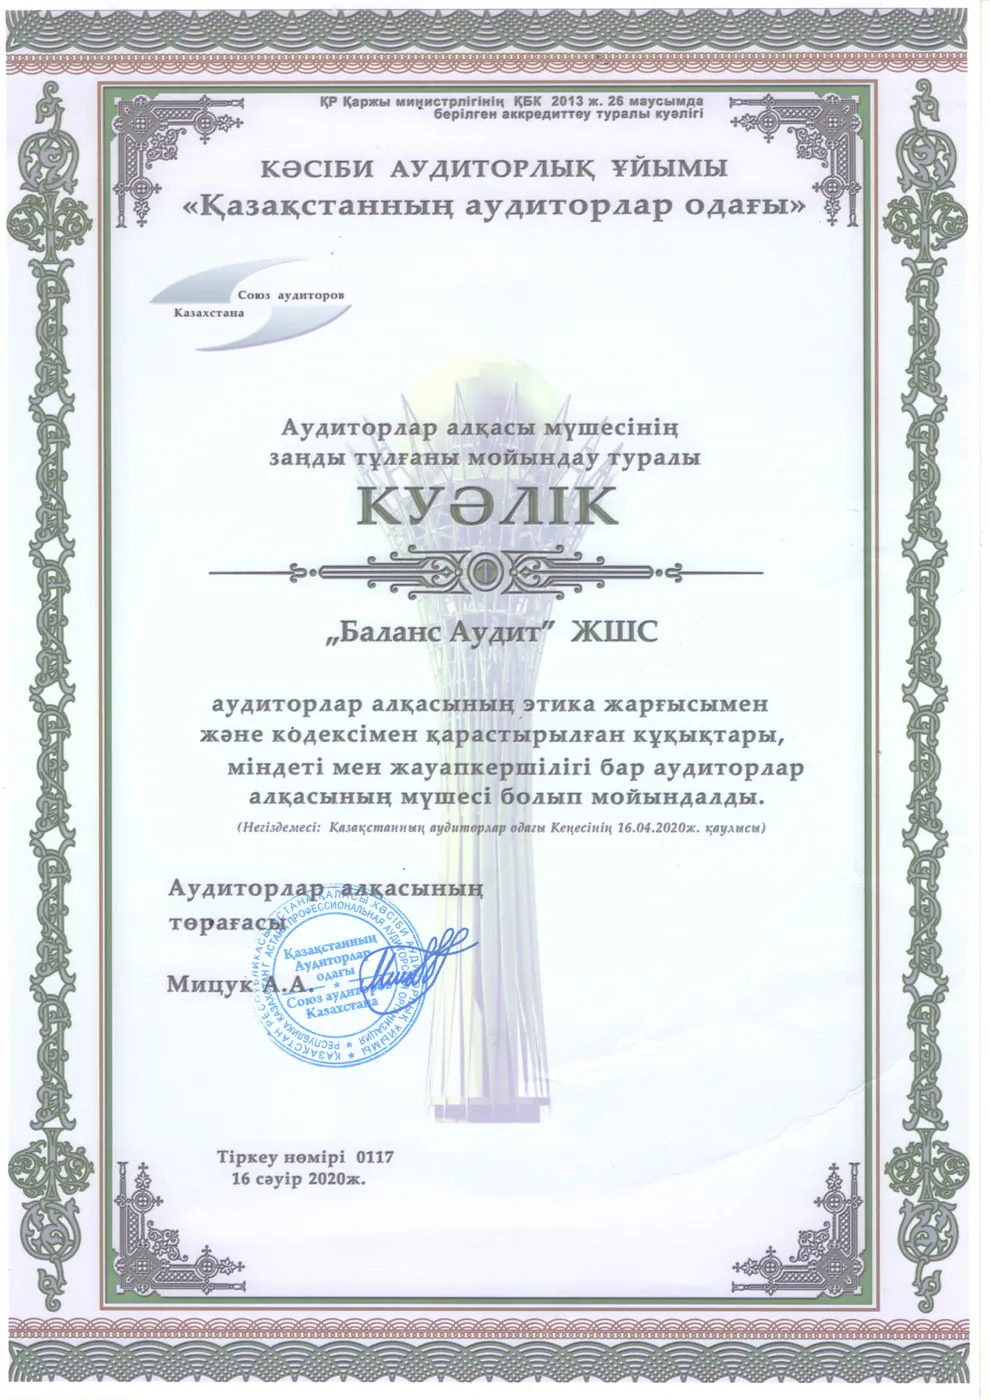 ҚР Қаржы министрлігінің ҚБК 2013 ж. 26 маусымда
берілген аккредиттеу туралы куәлігі
КӘСІБИ АУДИТОРЛЫҚ ҰЙЫМЫ
«Қазақстанның аудиторлар одағы»
Союз аудиторов
Казахстана
Аудиторлар алқасы мүшесінің
заңды тұлғаны мойындау туралы
КУӘЛІК
„Баланс Аудит” ЖШС
аудиторлар алқасының этика жарғысымен
және кодексімен қарастырылған құқықтары,
міндеті мен жауапкершілігі бар аудиторлар
алқасының мүшесі болып мойындалды.
(Негіздемесі: Қазақстанның аудиторлар одағы Кеңесінің 16.04.2020ж. қаулысы)
Аудиторлар алқасының
төрағасы
Мицук А.А.
Қазақстанның
Аудиторлар
одағы
Союз аудиторов
Казахстана
Тіркеу нөмірі 0117
16 сәуір 2020ж.